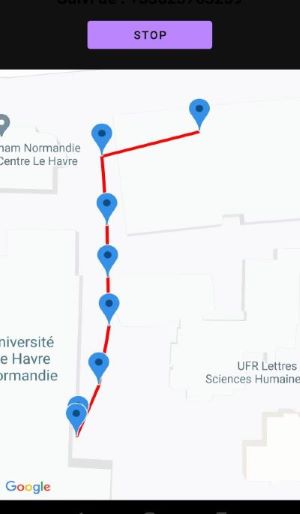 STOP
nam Normandie
Centre Le Havre
niversité
e Havre
ormandie
UFR Lettres
Sciences Humaine
Google